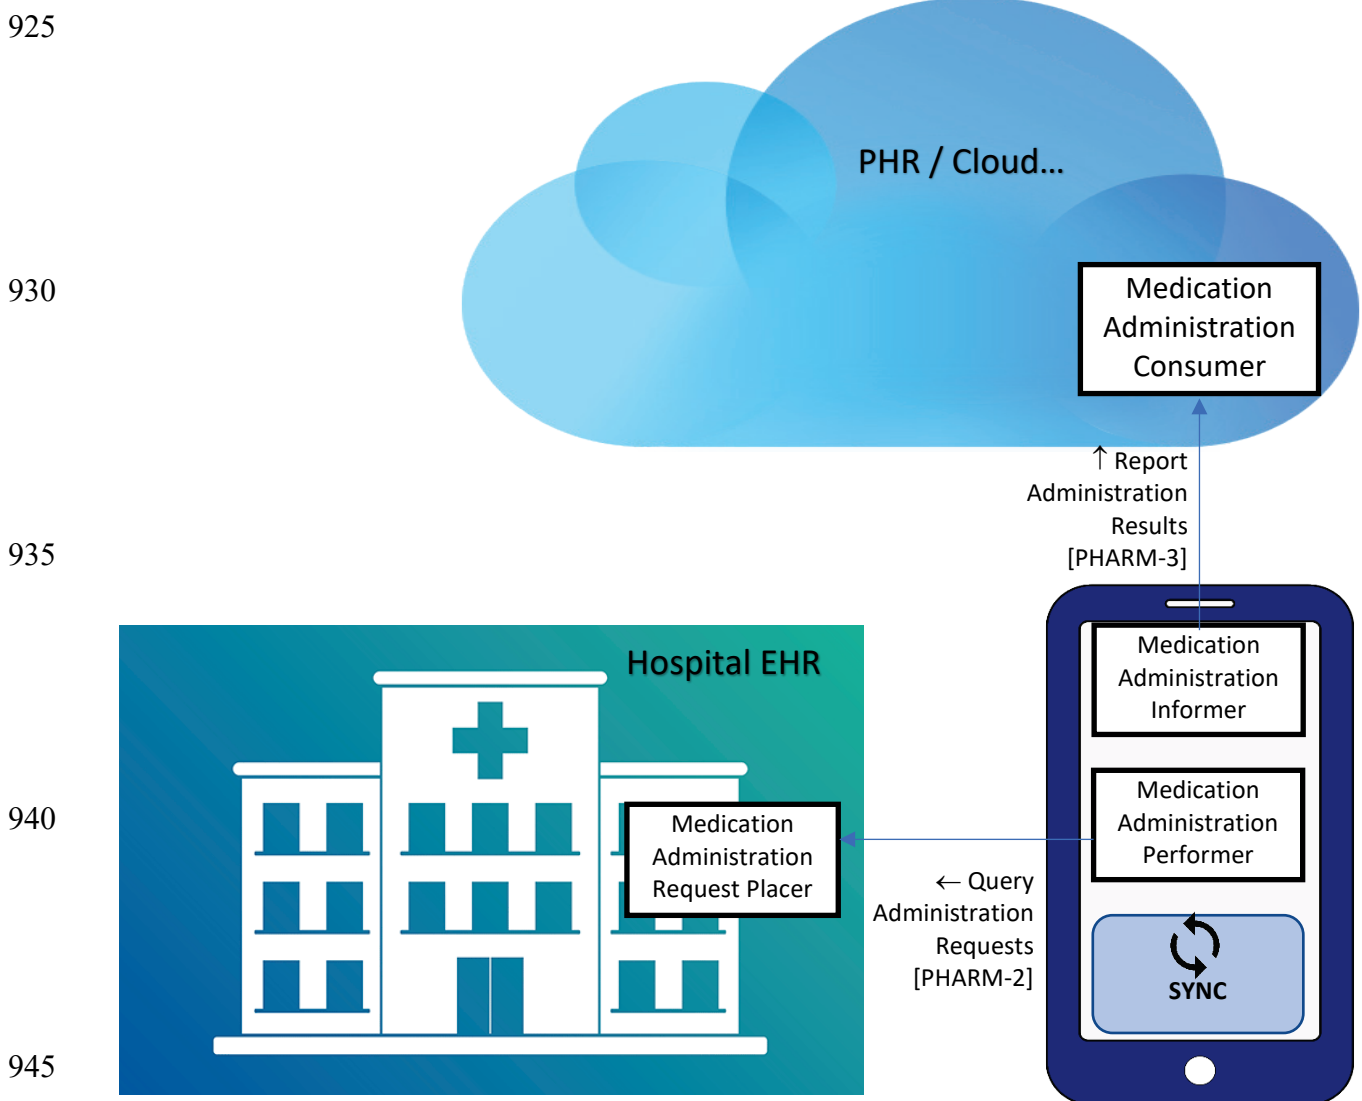 925
PHR / Cloud...
930
Medication
Administration
Consumer
↑ Report
Administration
Results
[PHARM-3]
935
Medication
Administration
Informer
Hospital EHR
940
Medication
Administration
Request Placer
Medication
Administration
Performer
← Query
Administration
Requests
[PHARM-2]
SYNC
945